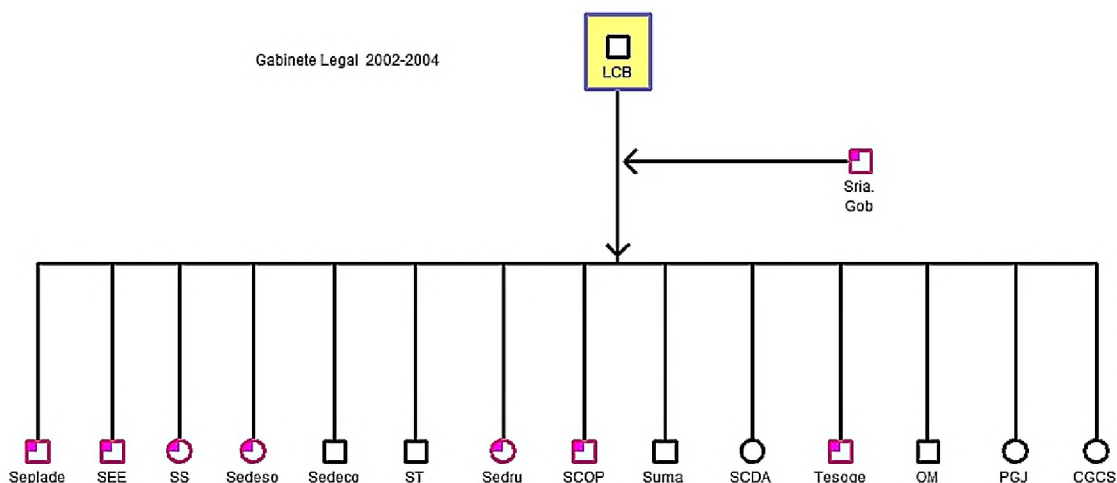 Gabinete Legal 2002-2004
LCB
Sria.
Gob
Seplade SEE SS Sedeso Sedeco ST Sedru SCOP Suma SCDA Tesoge OM PGJ CGCS